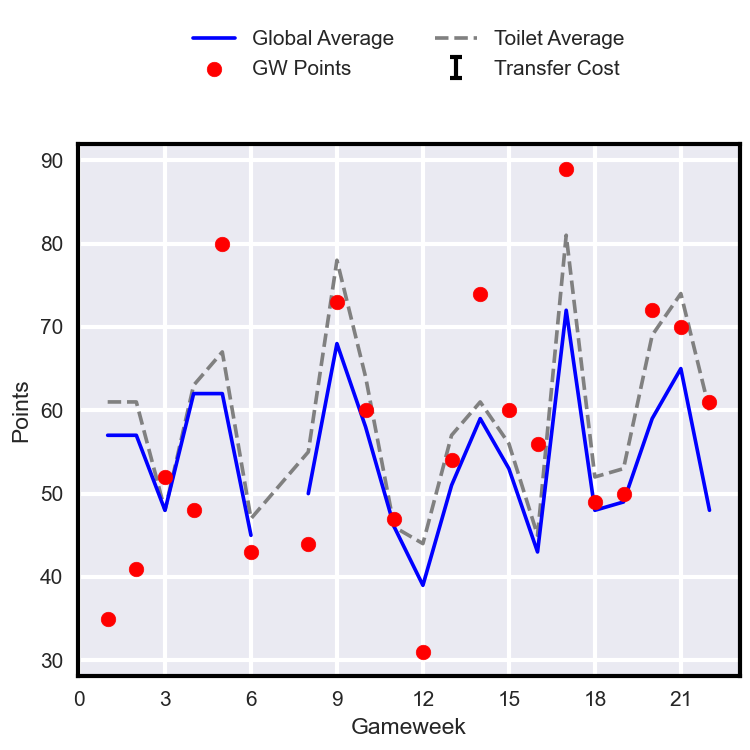 Global Average
Toilet Average
GW Points
Transfer Cost
90
80
70
60
50
40
30
Points
0 3 6 9 12 15 18 21
Gameweek